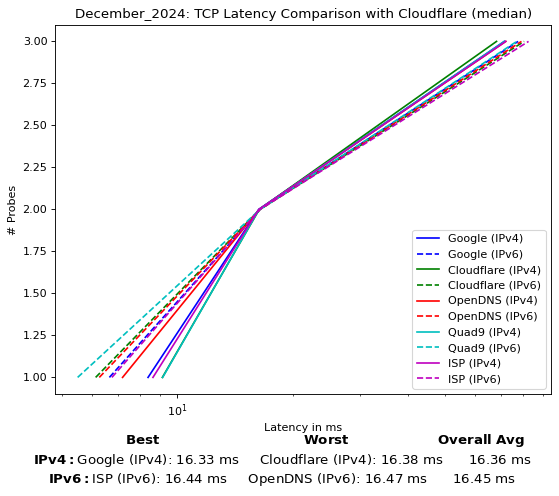 December_2024: TCP Latency Comparison with Cloudflare (median)
3.00
2.75
2.50
2.25
2.00
1.75
1.50
1.25
1.00
# Probes
Google (IPv4)
Google (IPv6)
Cloudflare (IPv4)
Cloudflare (IPv6)
OpenDNS (IPv4)
OpenDNS (IPv6)
Quad9 (IPv4)
Quad9 (IPv6)
ISP (IPv4)
ISP (IPv6)
10¹
Latency in ms
Best Worst Overall Avg
IPv4: Google (IPv4): 16.33 ms Cloudflare (IPv4): 16.38 ms 16.36 ms
IPv6: ISP (IPv6): 16.44 ms OpenDNS (IPv6): 16.47 ms 16.45 ms